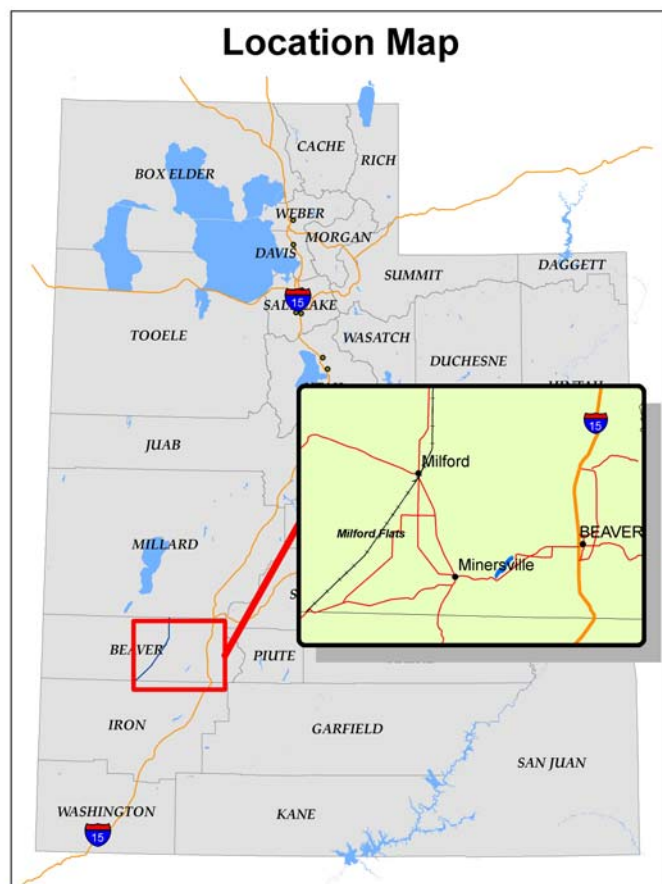 Location Map
CACHE
RICH
BOX ELDER
WEBER
MORGAN
DAVIS
SUMMIT
DAGGETT
15
TOOELE
WASATCH
DUCHESNE
JUAB
15
Milford
MILLARD
Milford Flats
BEAVER
Minersville
BEAVER
PIUTE
IRON
GARFIELD
SAN JUAN
WASHINGTON
KANE
15